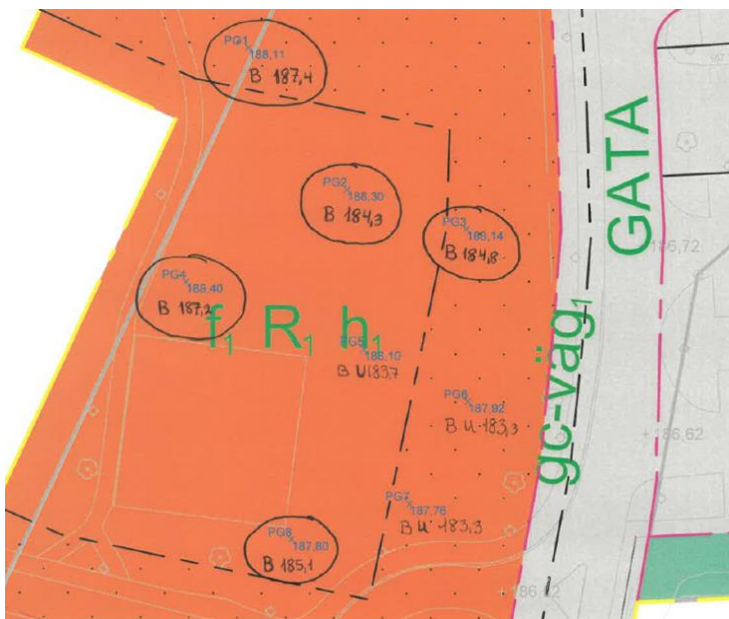 PG1
188,11
B 187,4
PG2
188,30
B 184,3
PG3
188,14
B 184,8
GATA
186,72
PG4
188,40
B 187,2
f1 R1 h1
PG5
188,10
B U 183,7
gc-väg1
PG6
187,92
B U 183,3
+186,62
PG7
187,76
B U 183,3
PG8
187,80
B 185,1